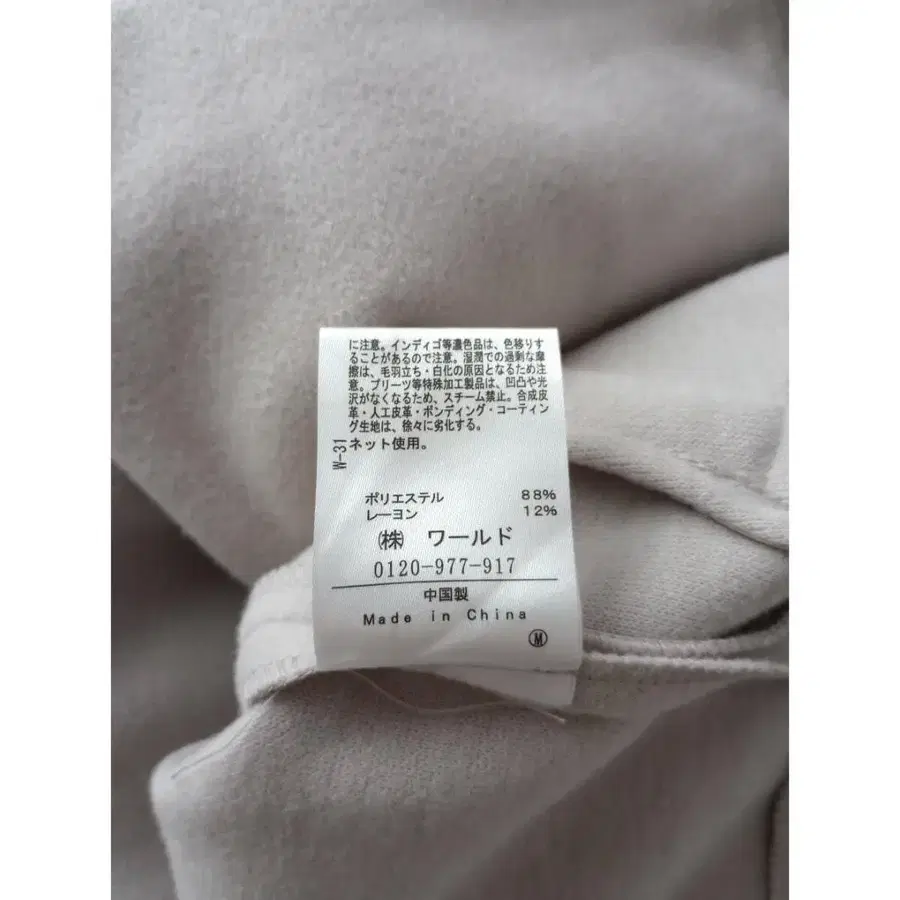 に注意。インディゴ等濃色品は、色移りす
ることがあるので注意。湿潤での過剰な摩
擦は、毛羽立ち・白化の原因となるため注
意。プリーツ等特殊加工製品は、凹凸や光
沢がなくなるため、スチーム禁止。合成皮
革・人工皮革・ボンディング・コーティン
グ生地は、徐々に劣化する。
ネット使用。
W-31
ポリエステル 88%
レーヨン 12%
㈱ ワールド
0120-977-917
中国製
Made in China
Ⓜ